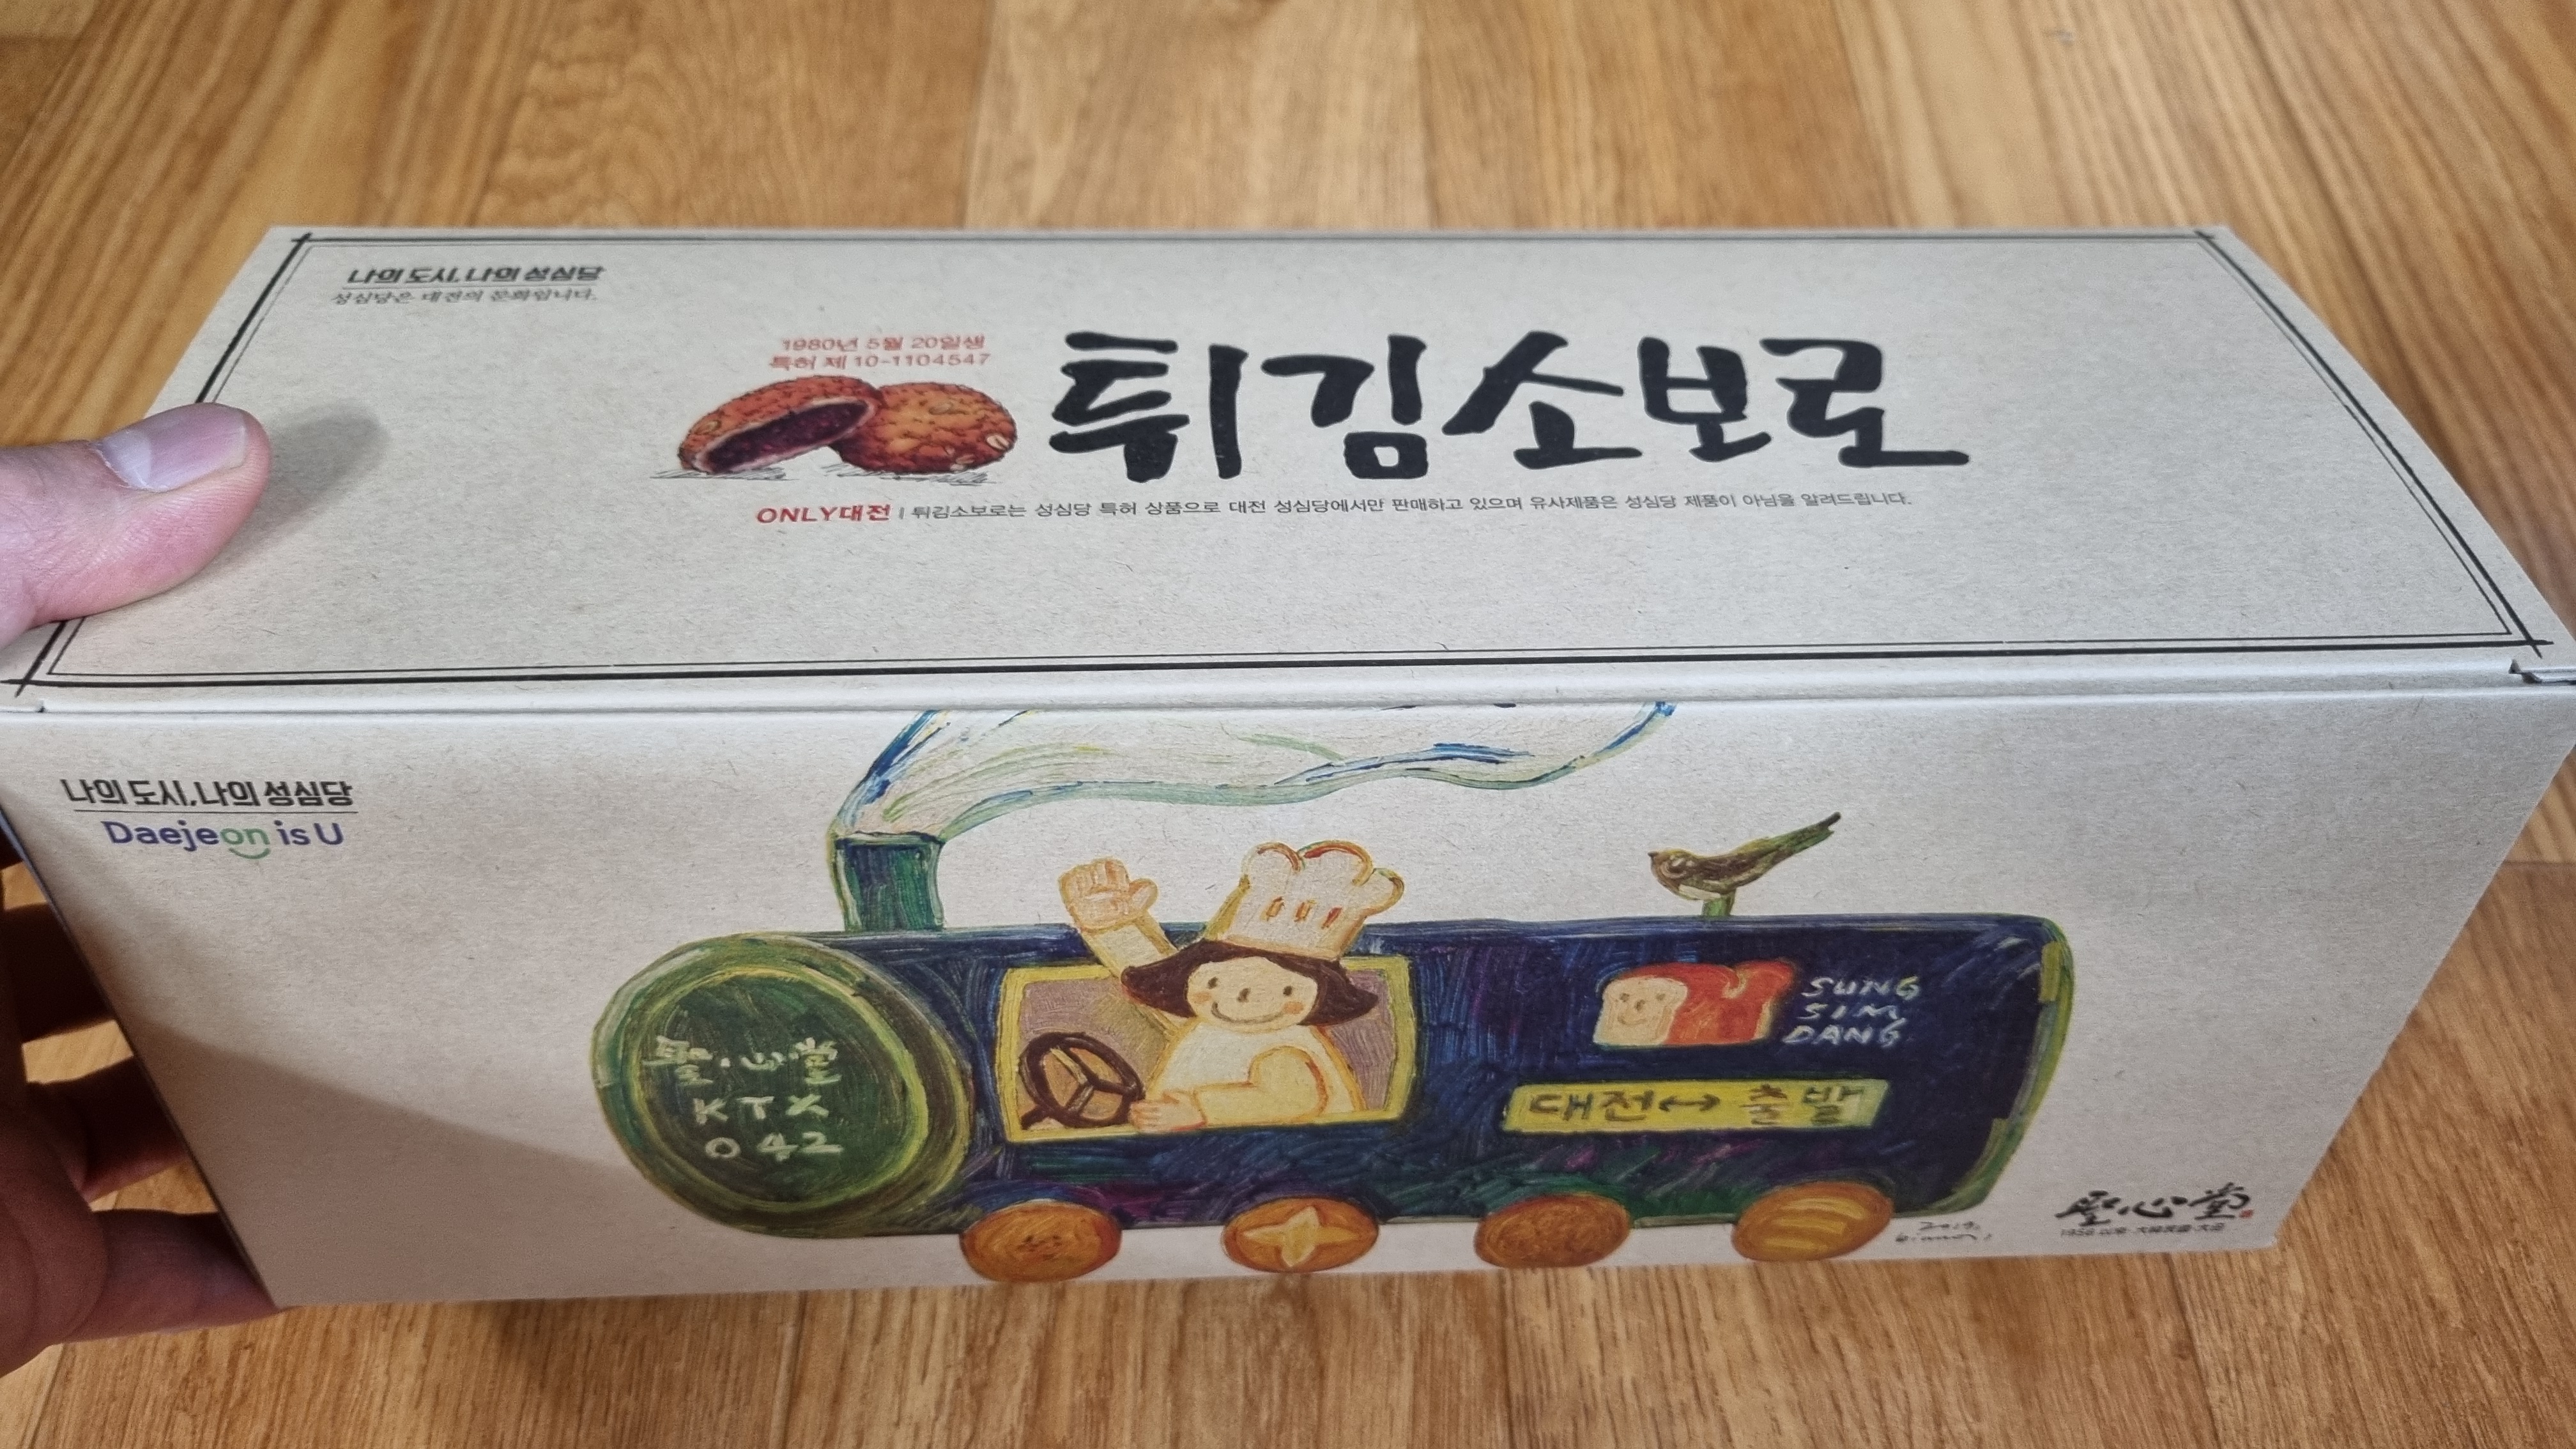 나의 도시, 나의 성심당
성심당은 대전의 문화입니다.
1980년 5월 20일생
특허 제 10-1104547
튀김소보로
ONLY대전 | 튀김소보로는 성심당 특허 상품으로 대전 성심당에서만 판매하고 있으며 유사제품은 성심당 제품이 아님을 알려드립니다.
나의 도시, 나의 성심당
Daejeon is U
聖心堂
KTX
042
SUNG
SIM
DANG
대전↔출발
2019.
聖心堂